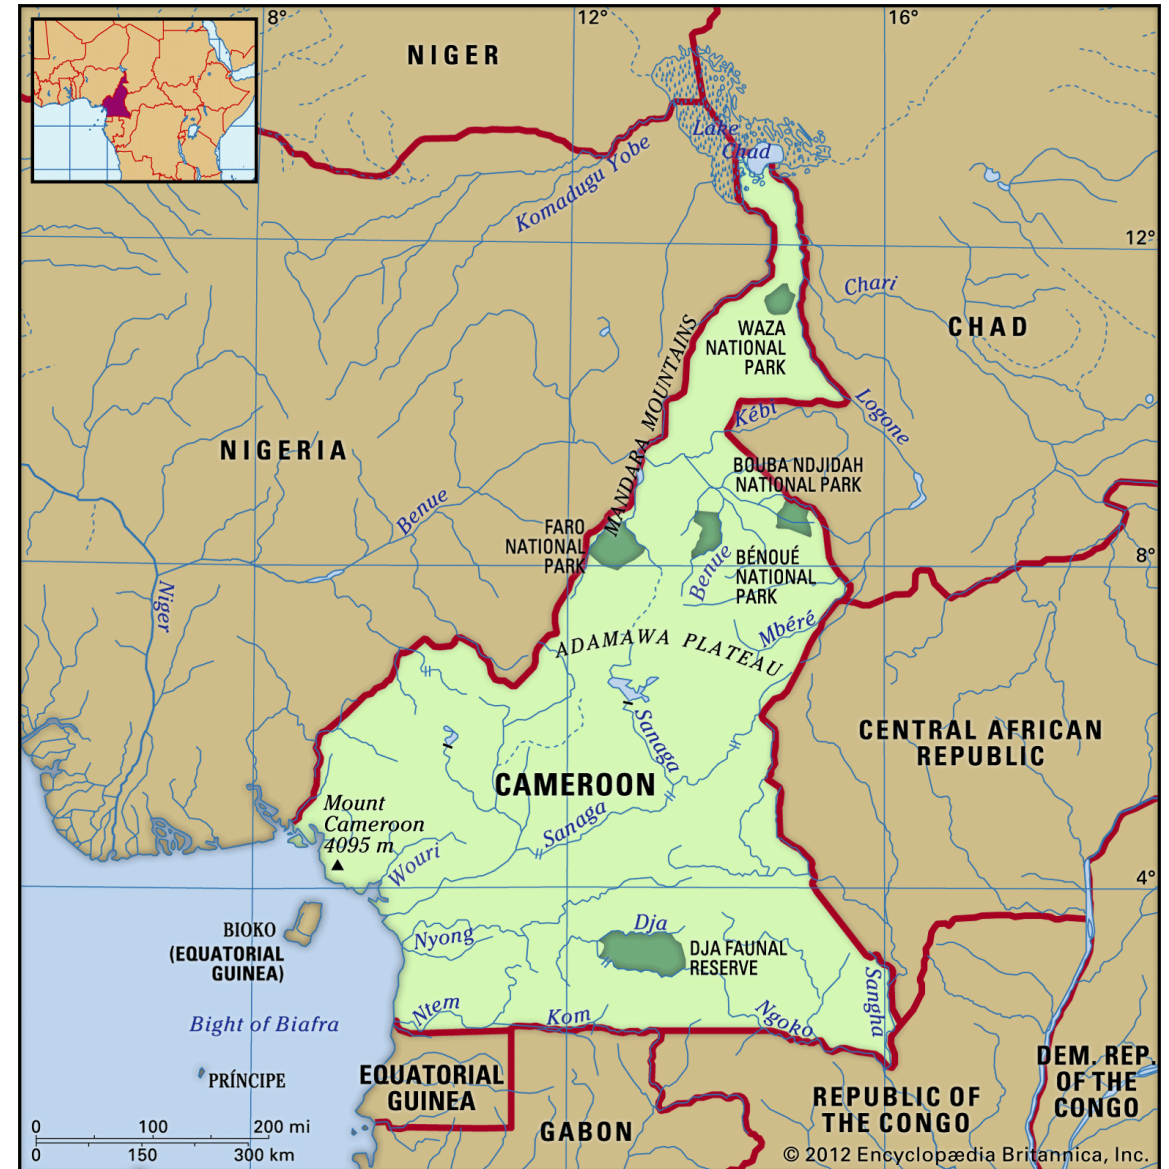 8°
12°
16°
NIGER
Lake
Chad
Komadugu Yobe
12°
Chari
CHAD
WAZA
NATIONAL
PARK
MANDARA MOUNTAINS
Kébi
Logone
NIGERIA
BOUBA NDJIDAH
NATIONAL PARK
Benue
FARO
NATIONAL
PARK
8°
BÉNOUÉ
NATIONAL
PARK
Benue
Niger
Mbéré
ADAMAWA PLATEAU
Sanaga
CENTRAL AFRICAN
REPUBLIC
CAMEROON
Mount
Cameroon
4095 m
Sanaga
Wouri
4°
BIOKO
(EQUATORIAL
GUINEA)
Nyong
Dja
DJA FAUNAL
RESERVE
Sangha
Bight of Biafra
Ntem
Kom
Ngoko
PRÍNCIPE
EQUATORIAL
GUINEA
DEM. REP.
OF THE
CONGO
REPUBLIC OF
THE CONGO
GABON
0 100 200 mi
0 150 300 km
© 2012 Encyclopædia Britannica, Inc.